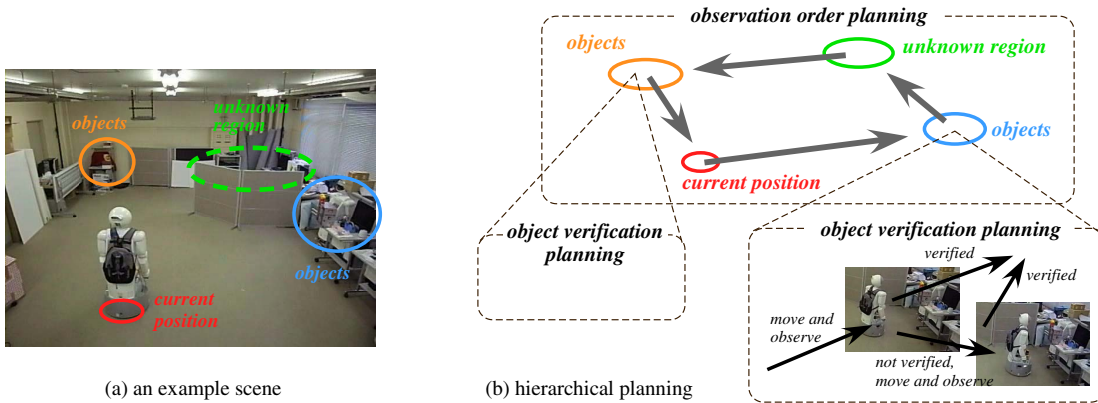 objects
unknown
region
objects
current
position
(a) an example scene
observation order planning
objects
unknown region
objects
current position
object verification
planning
object verification planning
verified
verified
move and
observe
not verified,
move and observe
(b) hierarchical planning